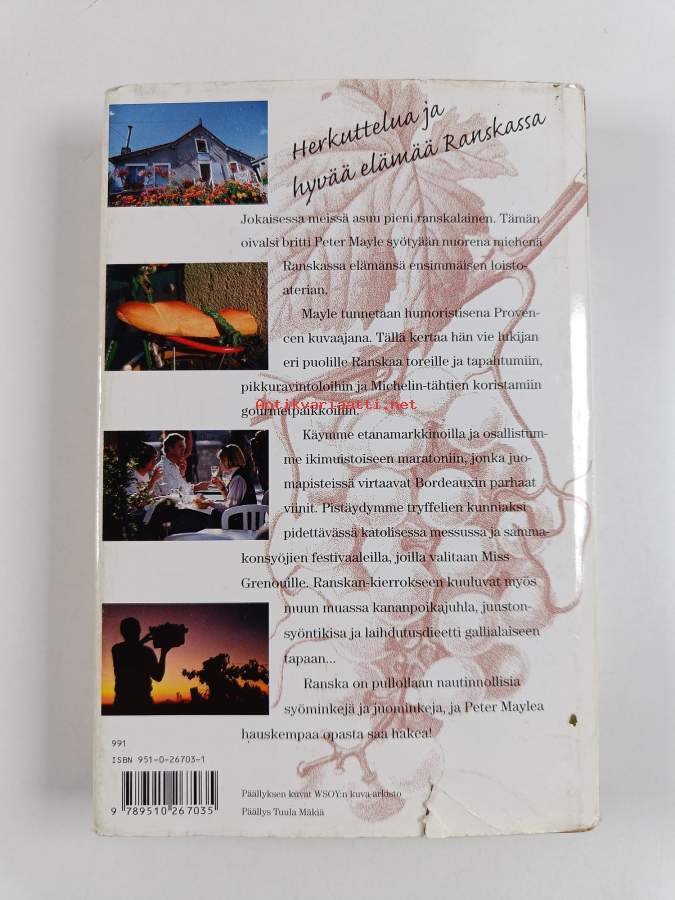 Herkuttelua ja
hyvää elämää Ranskassa
Jokaisessa meissä asuu pieni ranskalainen. Tämän
oivalsi britti Peter Mayle syötyään nuorena miehenä
Ranskassa elämänsä ensimmäisen loisto-
aterian.
Mayle tunnetaan humoristisena Proven-
cen kuvaajana. Tällä kertaa hän vie lukijan
eri puolille Ranskaa toreille ja tapahtumiin,
pikkuravintoloihin ja Michelin-tähtien koristamiin
Antikvariaatti.net
gourmetpaikkoihin.
Käymme etanamarkkinoilla ja osallistum-
me ikimuistoiseen maratoniin, jonka juo-
mapisteissä virtaavat Bordeauxin parhaat
viinit. Pistäydymme tryffelien kunniaksi
pidettävässä katolisessa messussa ja samma-
konsyöjien festivaaleilla, joilla valitaan Miss
Grenouille. Ranskan-kierrokseen kuuluvat myös
muun muassa kananpoikajuhla, juuston-
syöntikisa ja laihdutusdieetti gallialaiseen
tapaan...
Ranska on pullollaan nautinnollisia
syöminkejä ja juominkeja, ja Peter Maylea
hauskempaa opasta saa hakea!
991
ISBN 951-0-26703-1
9 789510 267035
Päällyksen kuvat WSOY:n kuva-arkisto
Päällys Tuula Mäkiä